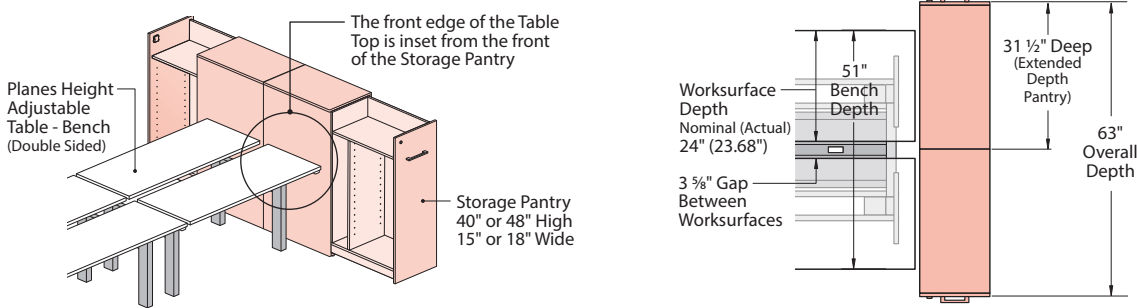 The front edge of the Table
Top is inset from the front
of the Storage Pantry
Planes Height
Adjustable
Table - Bench
(Double Sided)
Storage Pantry
40" or 48" High
15" or 18" Wide
Worksurface
Depth
Nominal (Actual)
24" (23.68")
3 ⅝" Gap
Between
Worksurfaces
51"
Bench
Depth
31 ½" Deep
(Extended
Depth
Pantry)
63"
Overall
Depth